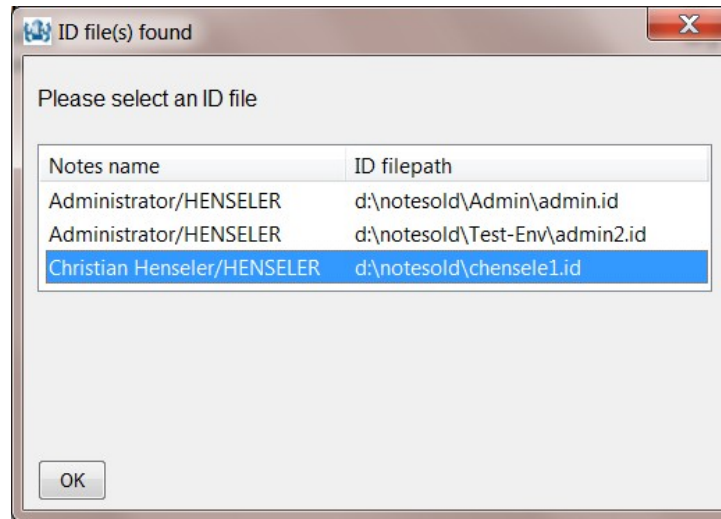 ID file(s) found
Please select an ID file
Notes name ID filepath
Administrator/HENSELER d:\notesold\Admin\admin.id
Administrator/HENSELER d:\notesold\Test-Env\admin2.id
Christian Henseler/HENSELER d:\notesold\chensele1.id
OK